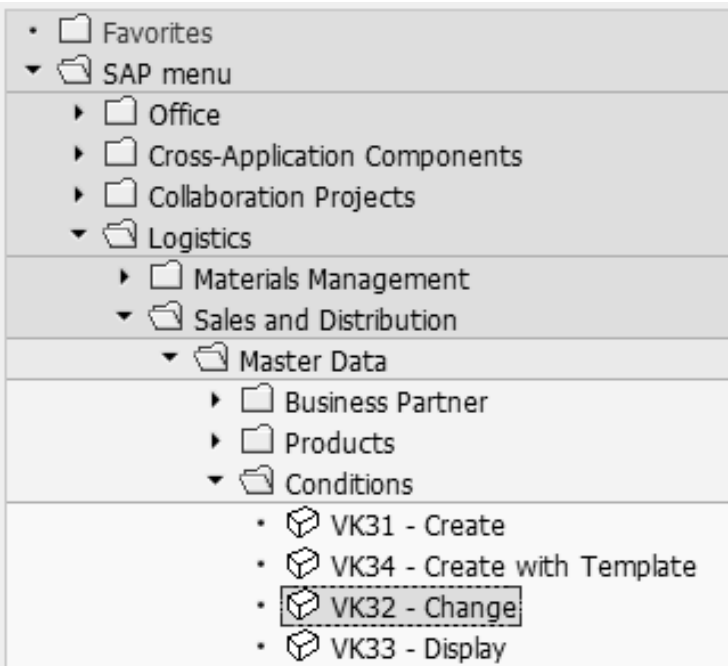 Favorites
SAP menu
Office
Cross-Application Components
Collaboration Projects
Logistics
Materials Management
Sales and Distribution
Master Data
Business Partner
Products
Conditions
VK31 - Create
VK34 - Create with Template
VK32 - Change
VK33 - Display